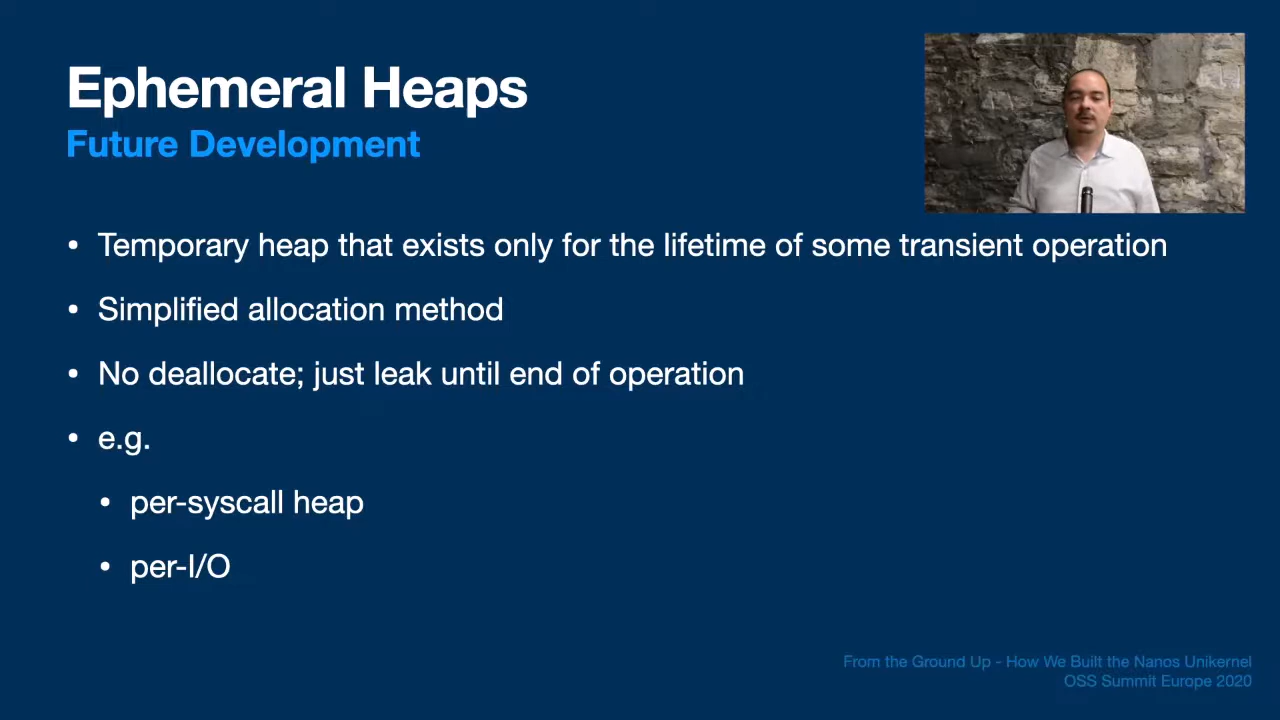 Ephemeral Heaps
Future Development
• Temporary heap that exists only for the lifetime of some transient operation
• Simplified allocation method
• No deallocate; just leak until end of operation
• e.g.
• per-syscall heap
• per-I/O
From the Ground Up - How We Built the Nanos Unikernel
OSS Summit Europe 2020